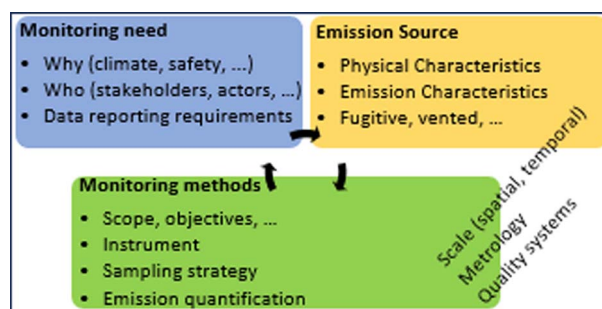 Monitoring need
• Why (climate, safety, ...)
• Who (stakeholders, actors, ...)
• Data reporting requirements
Emission Source
• Physical Characteristics
• Emission Characteristics
• Fugitive, vented, ...
Monitoring methods
• Scope, objectives, ...
• Instrument
• Sampling strategy
• Emission quantification
Scale (spatial, temporal)
Metrology
Quality systems